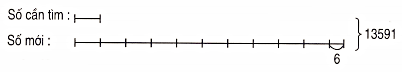 Số cần tìm :
Số mới :
13591
6